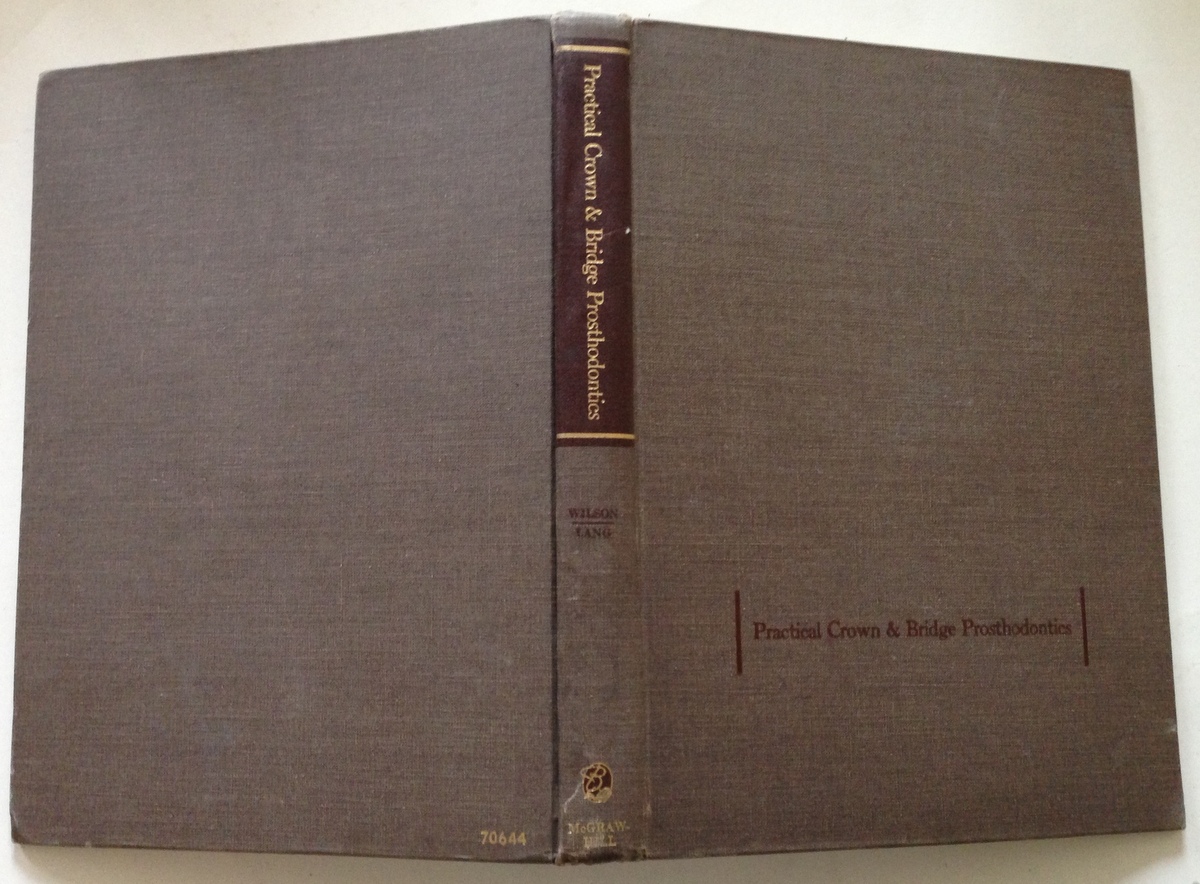 Practical Crown & Bridge Prosthodontics
WILSON
LANG
McGRAW-
HILL
Practical Crown & Bridge Prosthodontics
70644